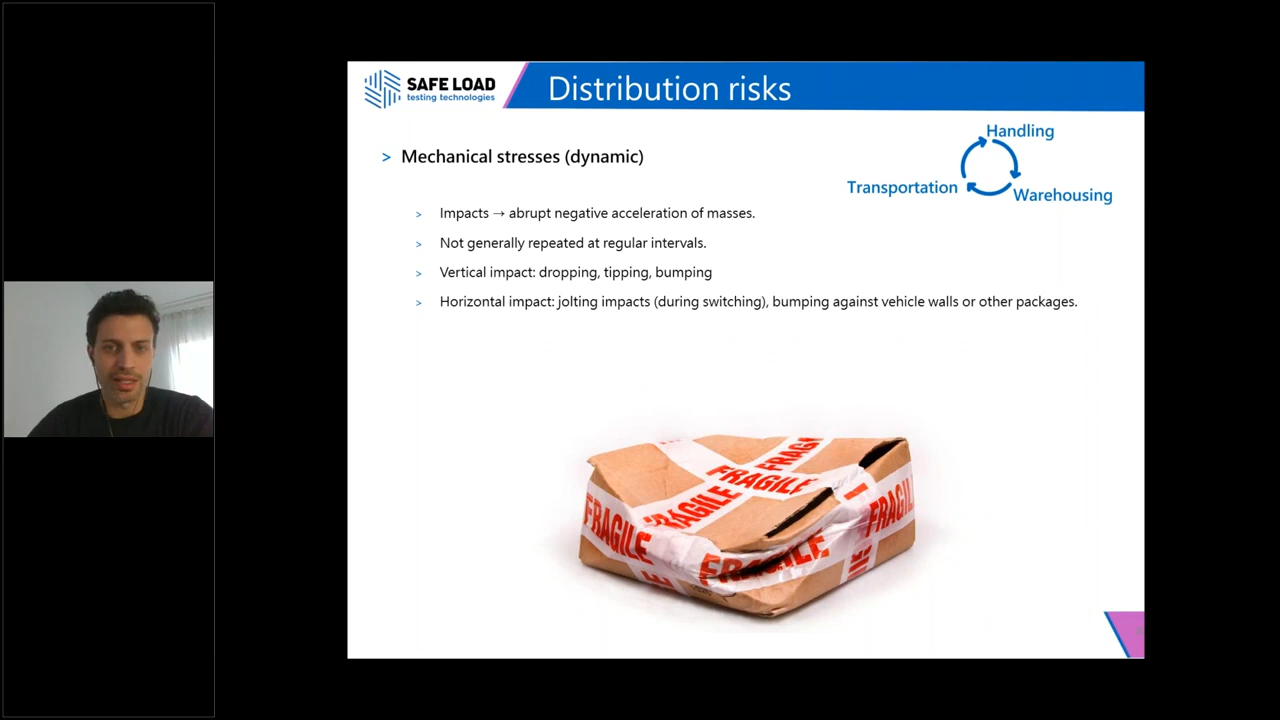 SAFE LOAD
testing technologies
Distribution risks
Handling
Transportation
Warehousing
> Mechanical stresses (dynamic)
> Impacts → abrupt negative acceleration of masses.
> Not generally repeated at regular intervals.
> Vertical impact: dropping, tipping, bumping
> Horizontal impact: jolting impacts (during switching), bumping against vehicle walls or other packages.
FRAGILE
FRAGILE
FRAGILE
FRAGILE
FRAGILE
FRAGILE